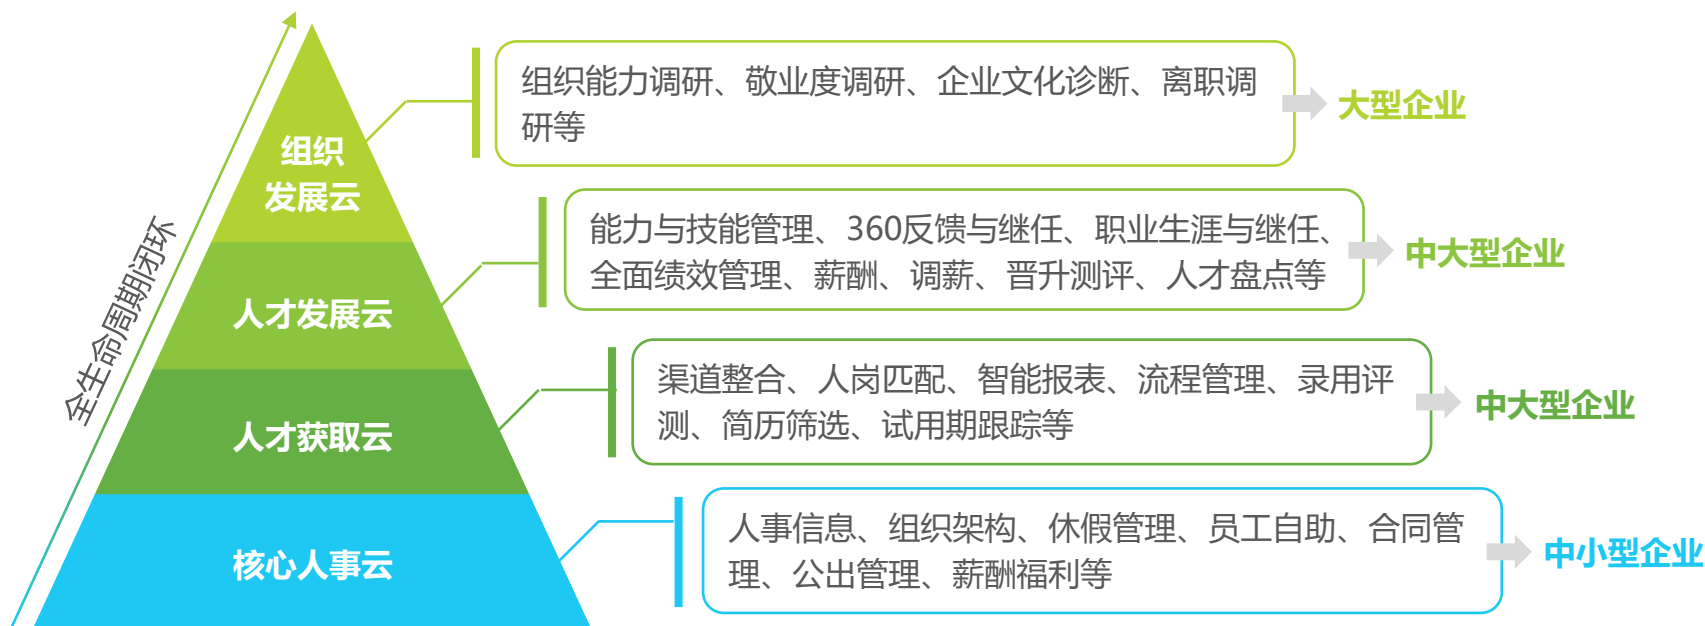 全生命周期闭环
组织
发展云
组织能力调研、敬业度调研、企业文化诊断、离职调
研等
大型企业
人才发展云
能力与技能管理、360反馈与继任、职业生涯与继任、
全面绩效管理、薪酬、调薪、晋升测评、人才盘点等
中大型企业
人才获取云
渠道整合、人岗匹配、智能报表、流程管理、录用评
测、简历筛选、试用期跟踪等
中大型企业
核心人事云
人事信息、组织架构、休假管理、员工自助、合同管
理、公出管理、薪酬福利等
中小型企业